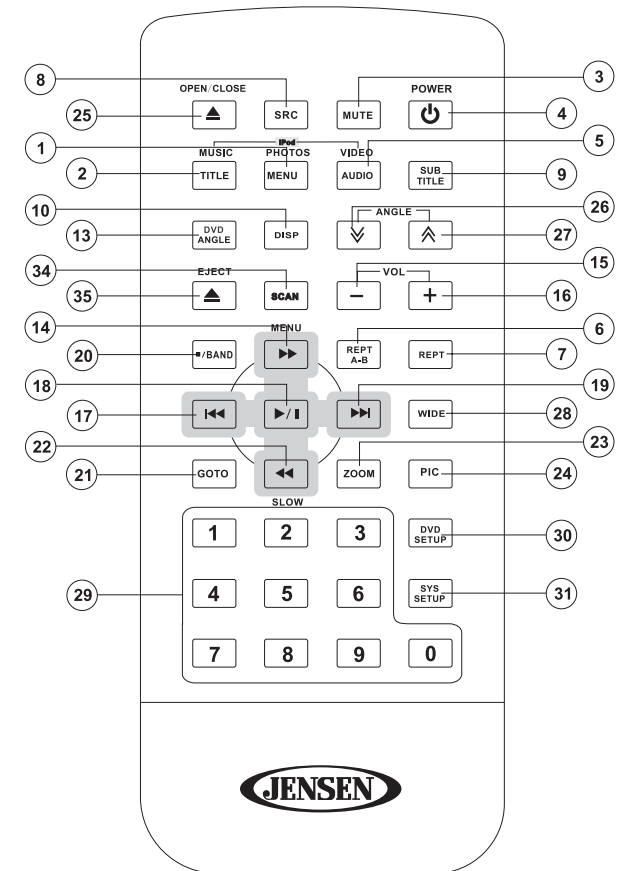 8 3
OPEN/CLOSE POWER
25 SRC MUTE 4
1 5
MUSIC iPod PHOTOS VIDEO
2 TITLE MENU AUDIO SUB TITLE 9
10 26
13 DVD ANGLE DISP ANGLE 27
34 15
EJECT VOL
35 SCAN − + 16
14 MENU 6
20 ■/BAND REPT A-B REPT 7
18 19
17 WIDE 28
22 23
21 GOTO ZOOM PIC 24
SLOW
1 2 3 DVD SETUP 30
29 4 5 6 SYS SETUP 31
7 8 9 0
JENSEN